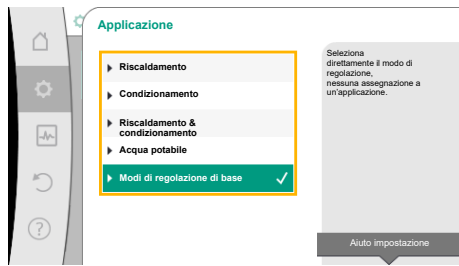 Applicazione
Riscaldamento
Condizionamento
Riscaldamento &
condizionamento
Acqua potabile
Modi di regolazione di base
Seleziona
direttamente il modo di
regolazione,
nessuna assegnazione a
un'applicazione.
Aiuto impostazione